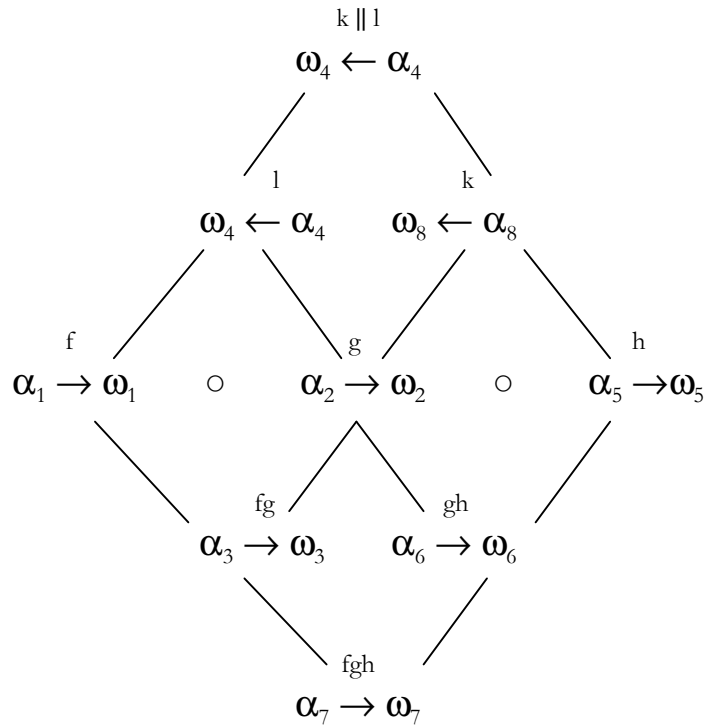 k ∥ l
ω₄ ← α₄
l k
ω₄ ← α₄ ω₈ ← α₈
f g h
α₁ → ω₁ ○ α₂ → ω₂ ○ α₅ → ω₅
fg gh
α₃ → ω₃ α₆ → ω₆
fgh
α₇ → ω₇